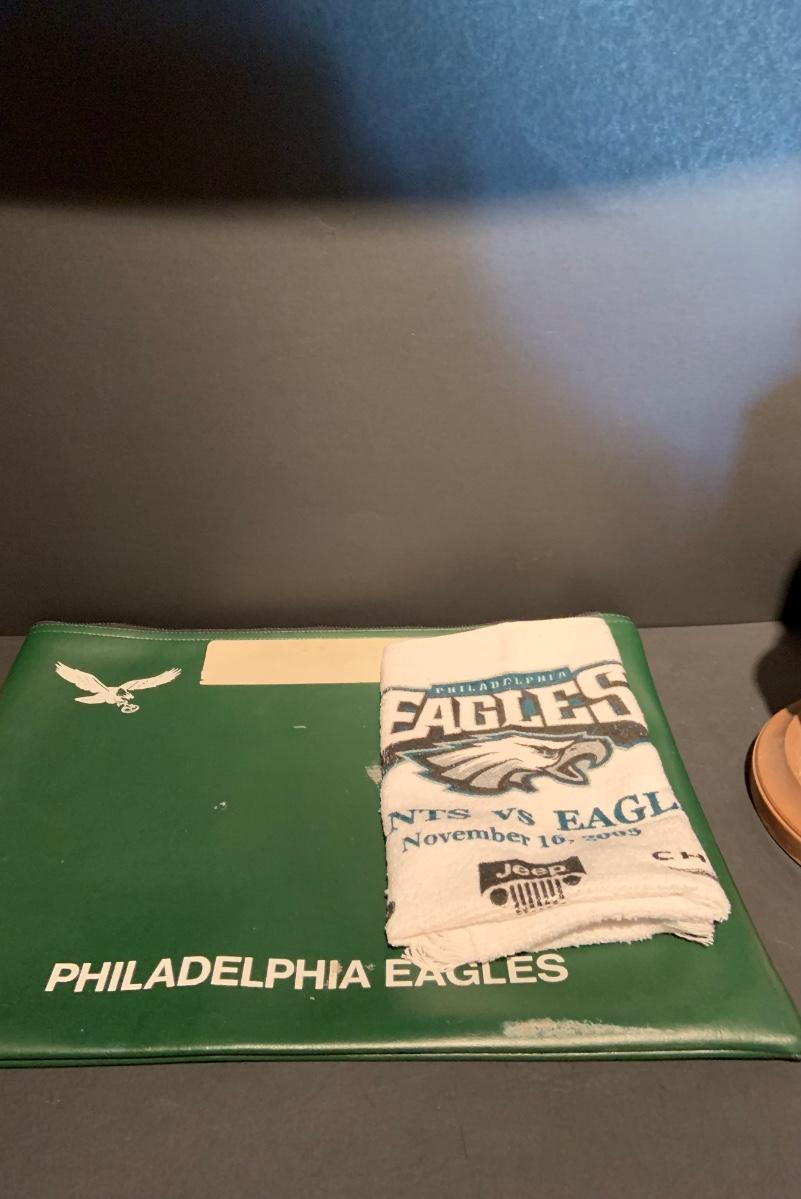 PHILADELPHIA
EAGLES
NTS VS EAGL
November 16, 2003
CH
Jeep
PHILADELPHIA EAGLES